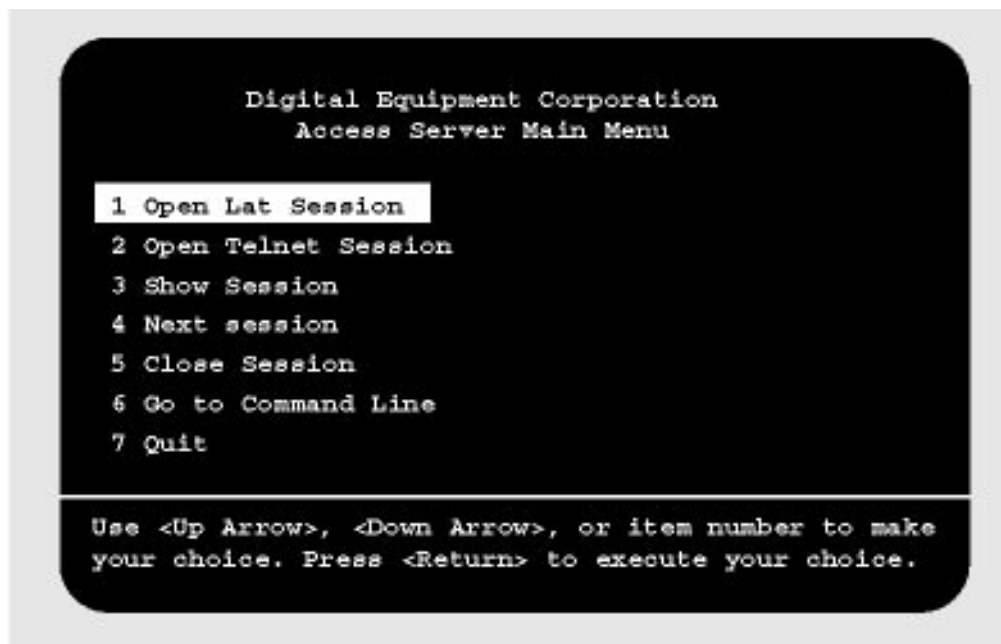 Digital Equipment Corporation
Access Server Main Menu
1 Open Lat Session
2 Open Telnet Session
3 Show Session
4 Next session
5 Close Session
6 Go to Command Line
7 Quit
Use <Up Arrow>, <Down Arrow>, or item number to make
your choice. Press <Return> to execute your choice.